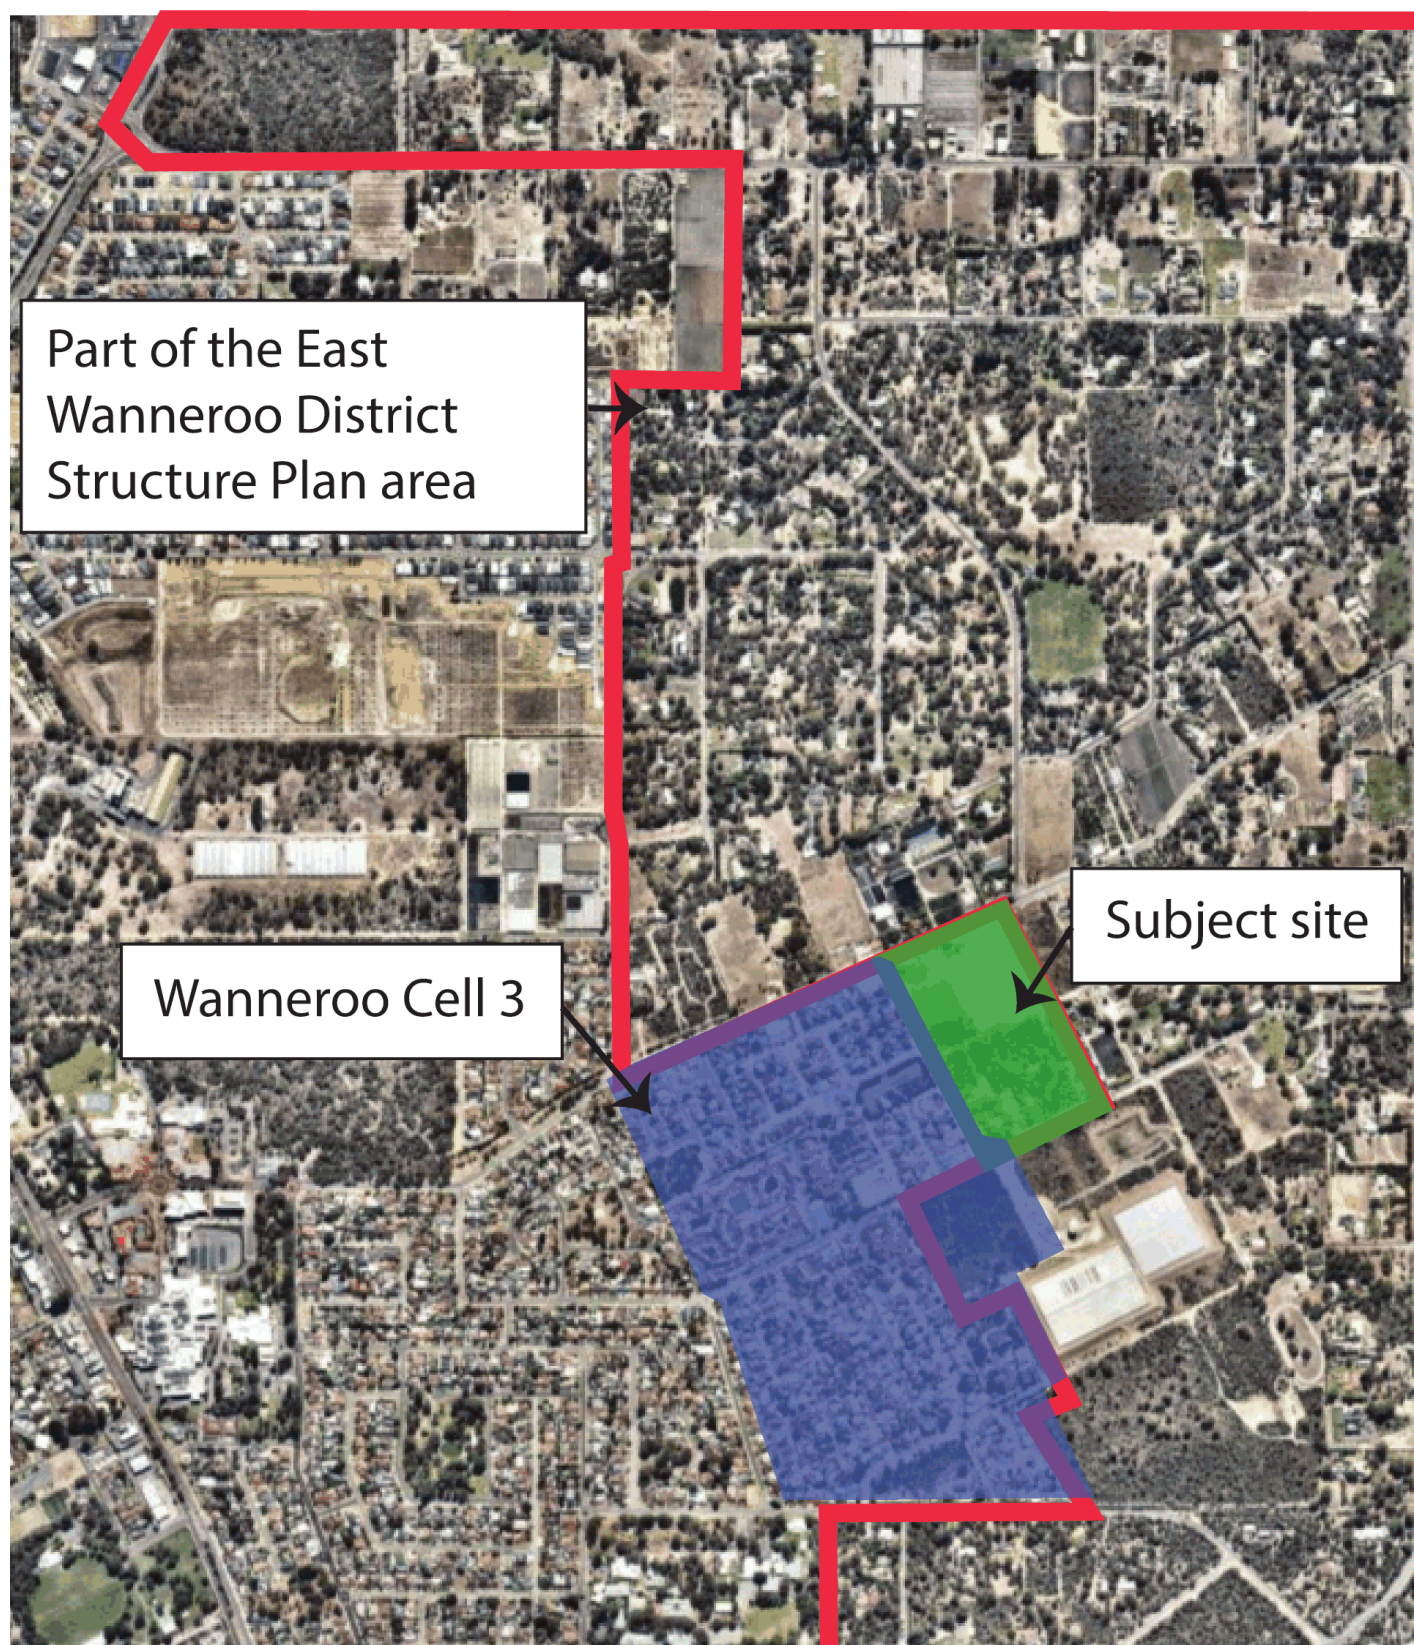 Part of the East
Wanneroo District
Structure Plan area
Subject site
Wanneroo Cell 3